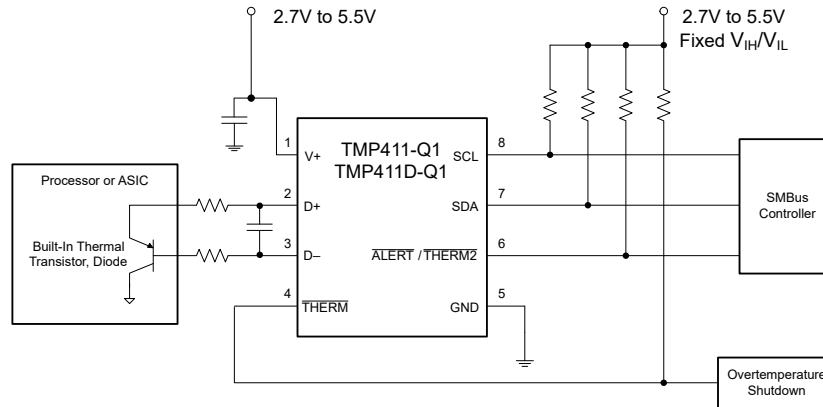 2.7V to 5.5V
2.7V to 5.5V
Fixed VIH/VIL
TMP411-Q1
TMP411D-Q1
1
V+
SCL
8
Processor or ASIC
Built-In Thermal
Transistor, Diode
2
D+
SDA
7
3
D–
ALERT / THERM2
6
4
THERM
GND
5
SMBus
Controller
Overtemperature
Shutdown